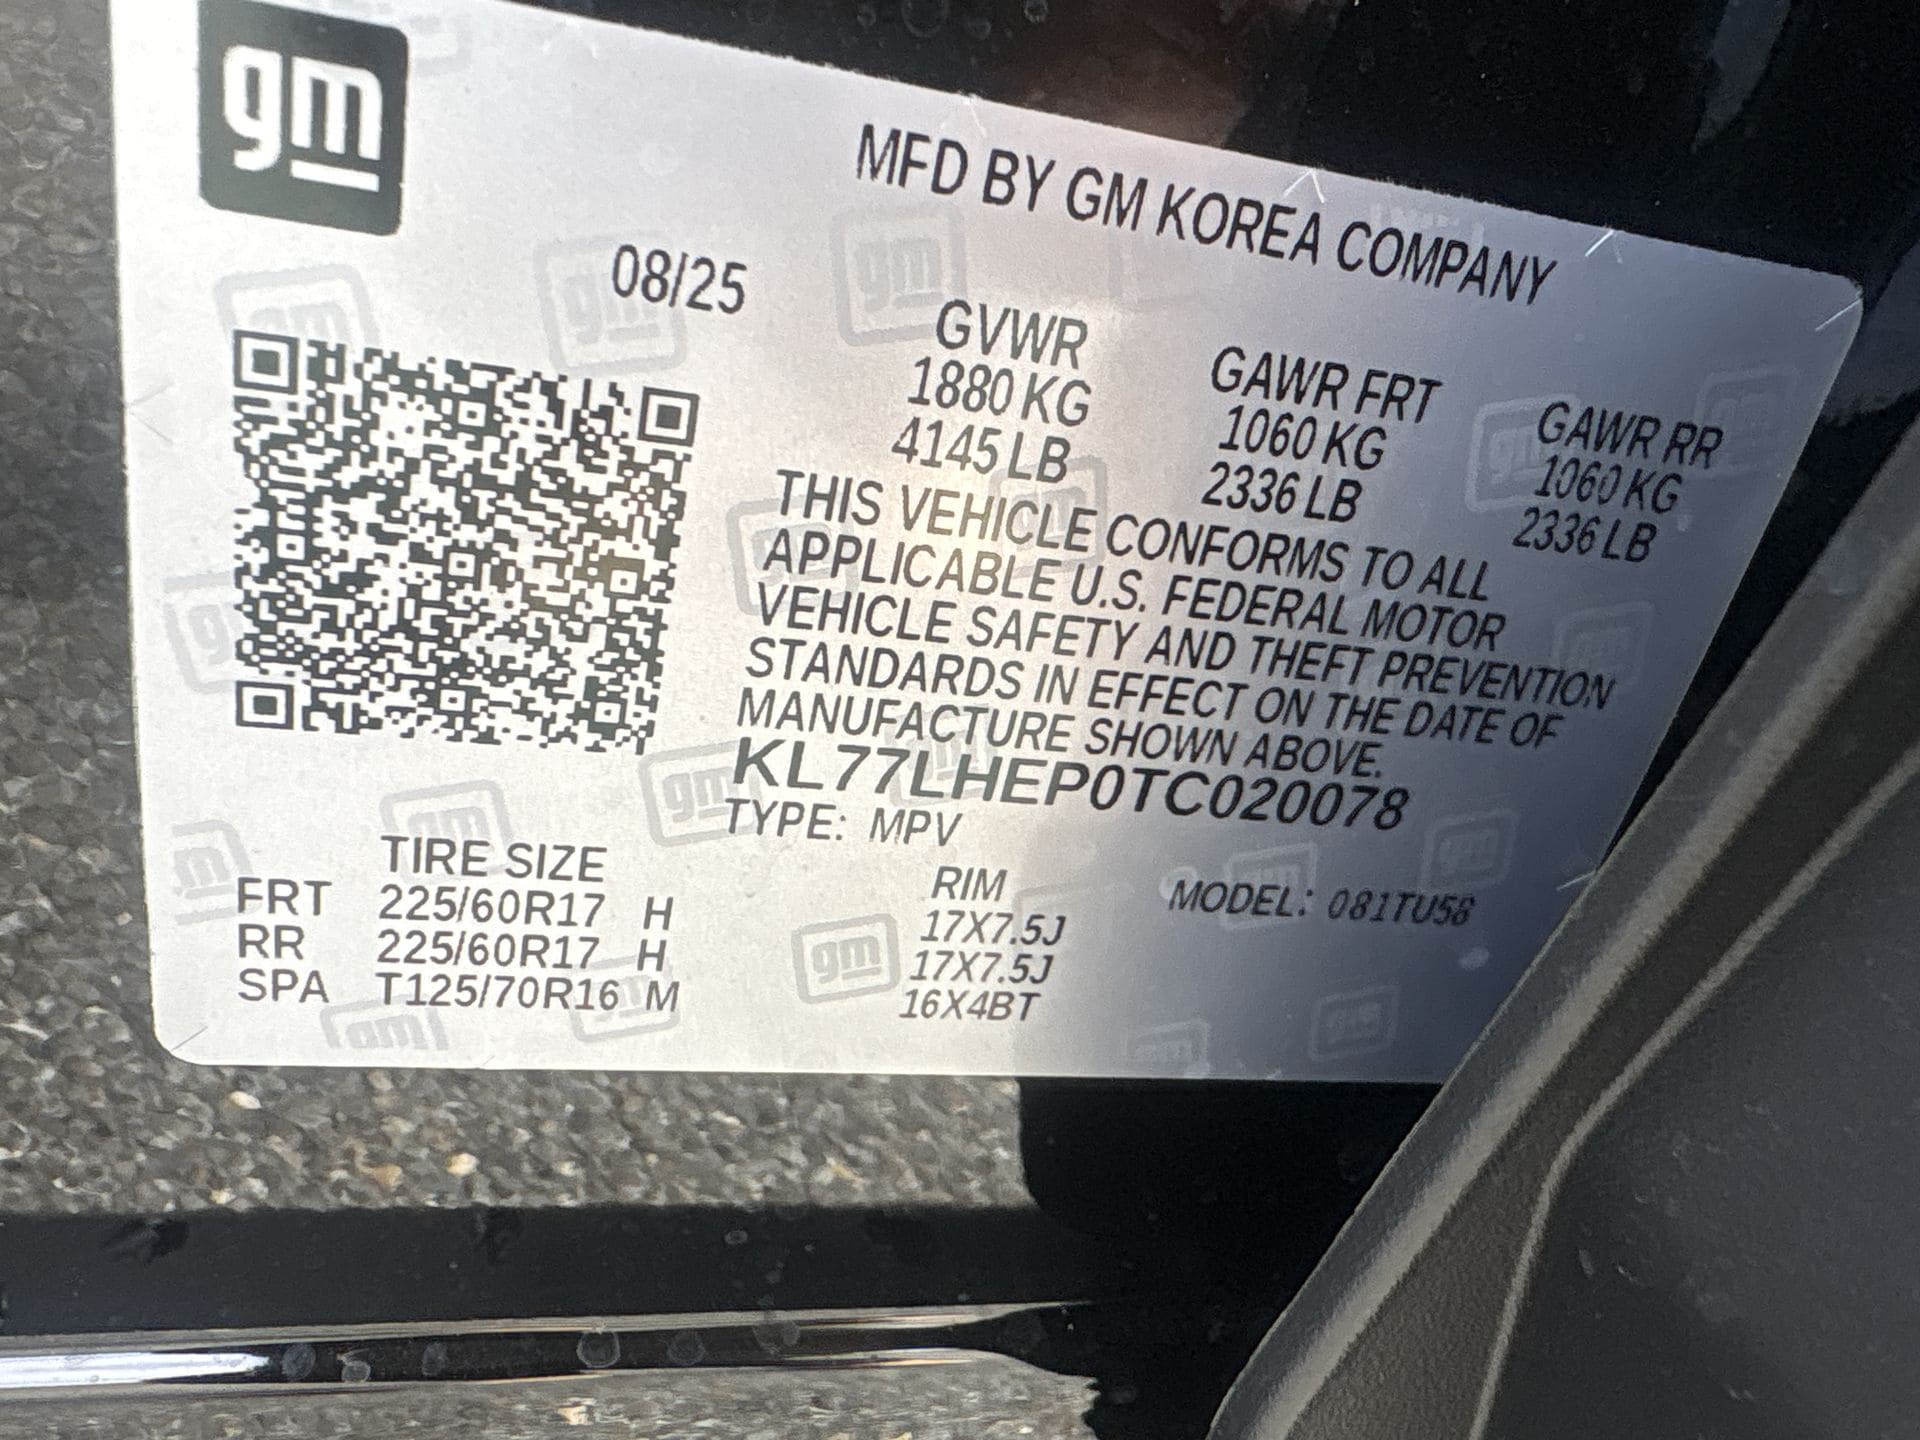 gm
MFD BY GM KOREA COMPANY
08/25
GVWR GAWR FRT GAWR RR
1880 KG 1060 KG 1060 KG
4145 LB 2336 LB 2336 LB
THIS VEHICLE CONFORMS TO ALL
APPLICABLE U.S. FEDERAL MOTOR
VEHICLE SAFETY AND THEFT PREVENTION
STANDARDS IN EFFECT ON THE DATE OF
MANUFACTURE SHOWN ABOVE.
KL77LHEP0TC020078
TYPE: MPV
MODEL: 081TU58
TIRE SIZE RIM
FRT 225/60R17 H 17X7.5J
RR 225/60R17 H 17X7.5J
SPA T125/70R16 M 16X4BT